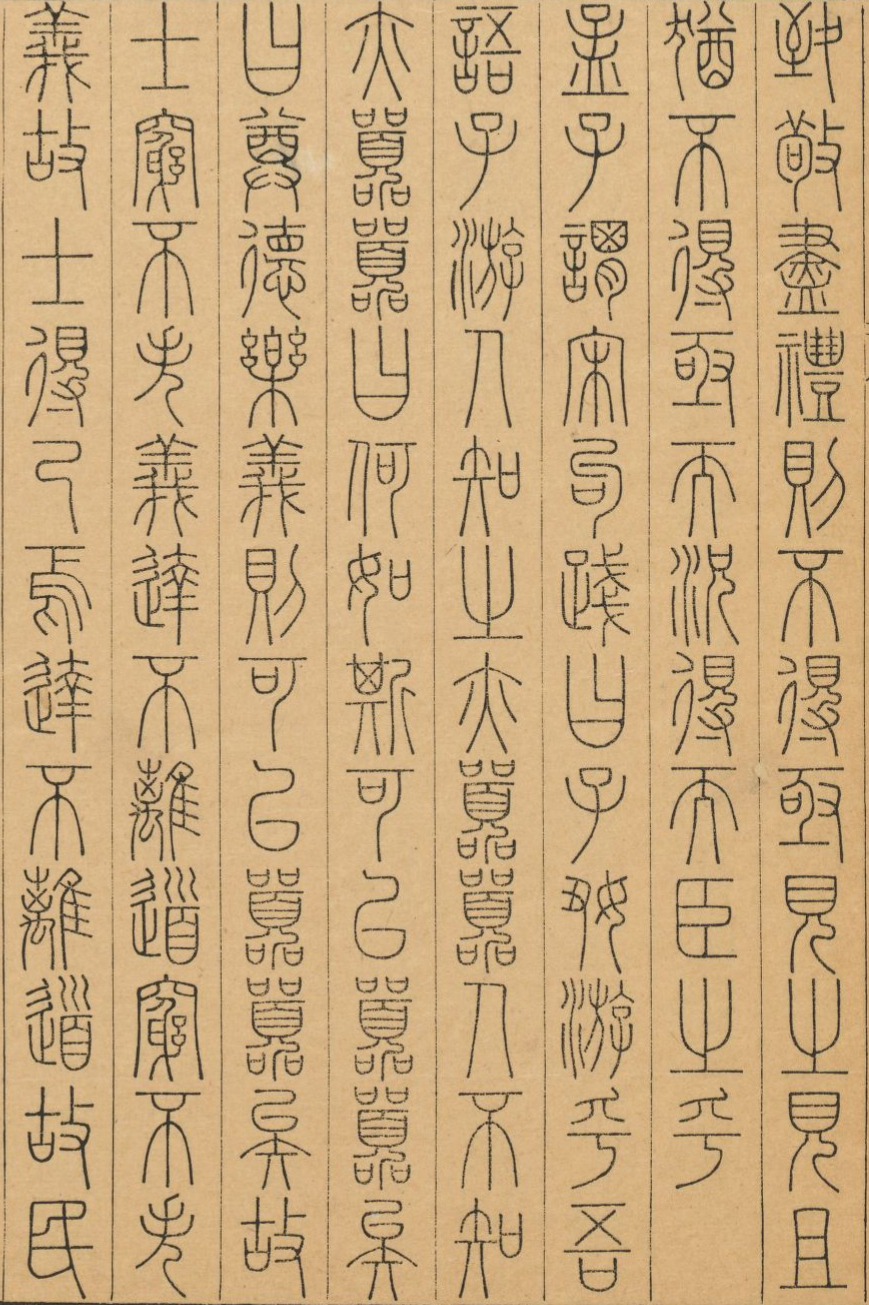 致敬盡禮則不得亟見之見且
猶不得亟而況得而臣之乎
孟子謂宋句踐曰子好游乎吾
語子游人知之亦囂囂人不知
亦囂囂曰何如斯可以囂囂矣
曰尊德樂義則可以囂囂矣故
士窮不失義達不離道窮不失
義故士得己焉達不離道故民